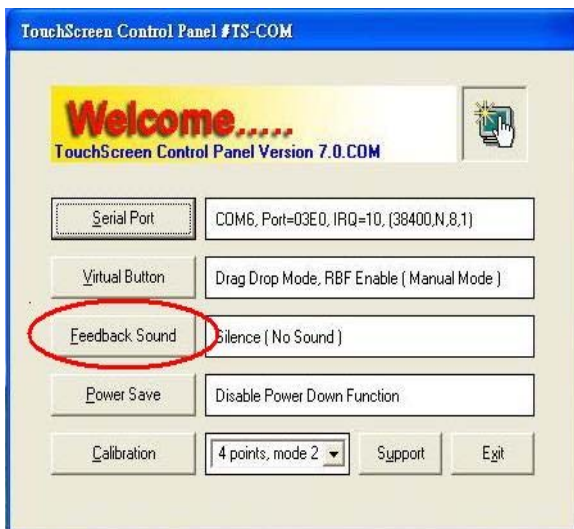 TouchScreen Control Panel #TS-COM
Welcome.....
TouchScreen Control Panel Version 7.0.COM
Serial Port
COM6, Port=03E0, IRQ=10, (38400,N,8,1)
Virtual Button
Drag Drop Mode, RBF Enable ( Manual Mode )
Feedback Sound
Silence ( No Sound )
Power Save
Disable Power Down Function
Calibration
4 points, mode 2
Support
Exit